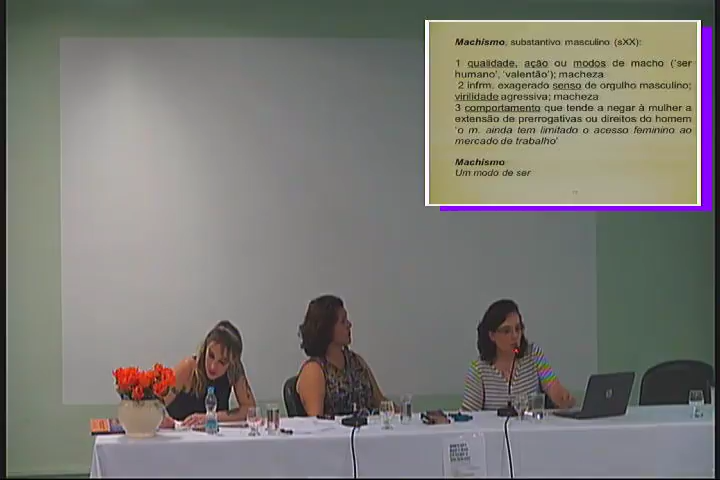 Machismo, substantivo masculino (sXX):
1 qualidade, ação ou modos de macho ('ser
humano', 'valentão'); macheza
2 infrm. exagerado senso de orgulho masculino;
virilidade agressiva; macheza
3 comportamento que tende a negar à mulher a
extensão de prerrogativas ou direitos do homem
'o m. ainda tem limitado o acesso feminino ao
mercado de trabalho'
Machismo
Um modo de ser